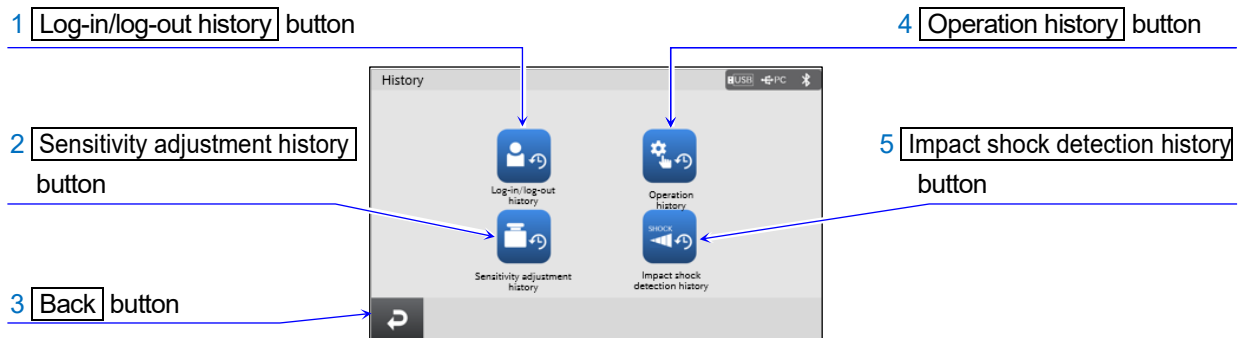 1 Log-in/log-out history button
4 Operation history button
History
USB PC
2 Sensitivity adjustment history
button
5 Impact shock detection history
button
Log-in/log-out
history
Operation
history
SHOCK
Sensitivity adjustment
history
Impact shock
detection history
3 Back button